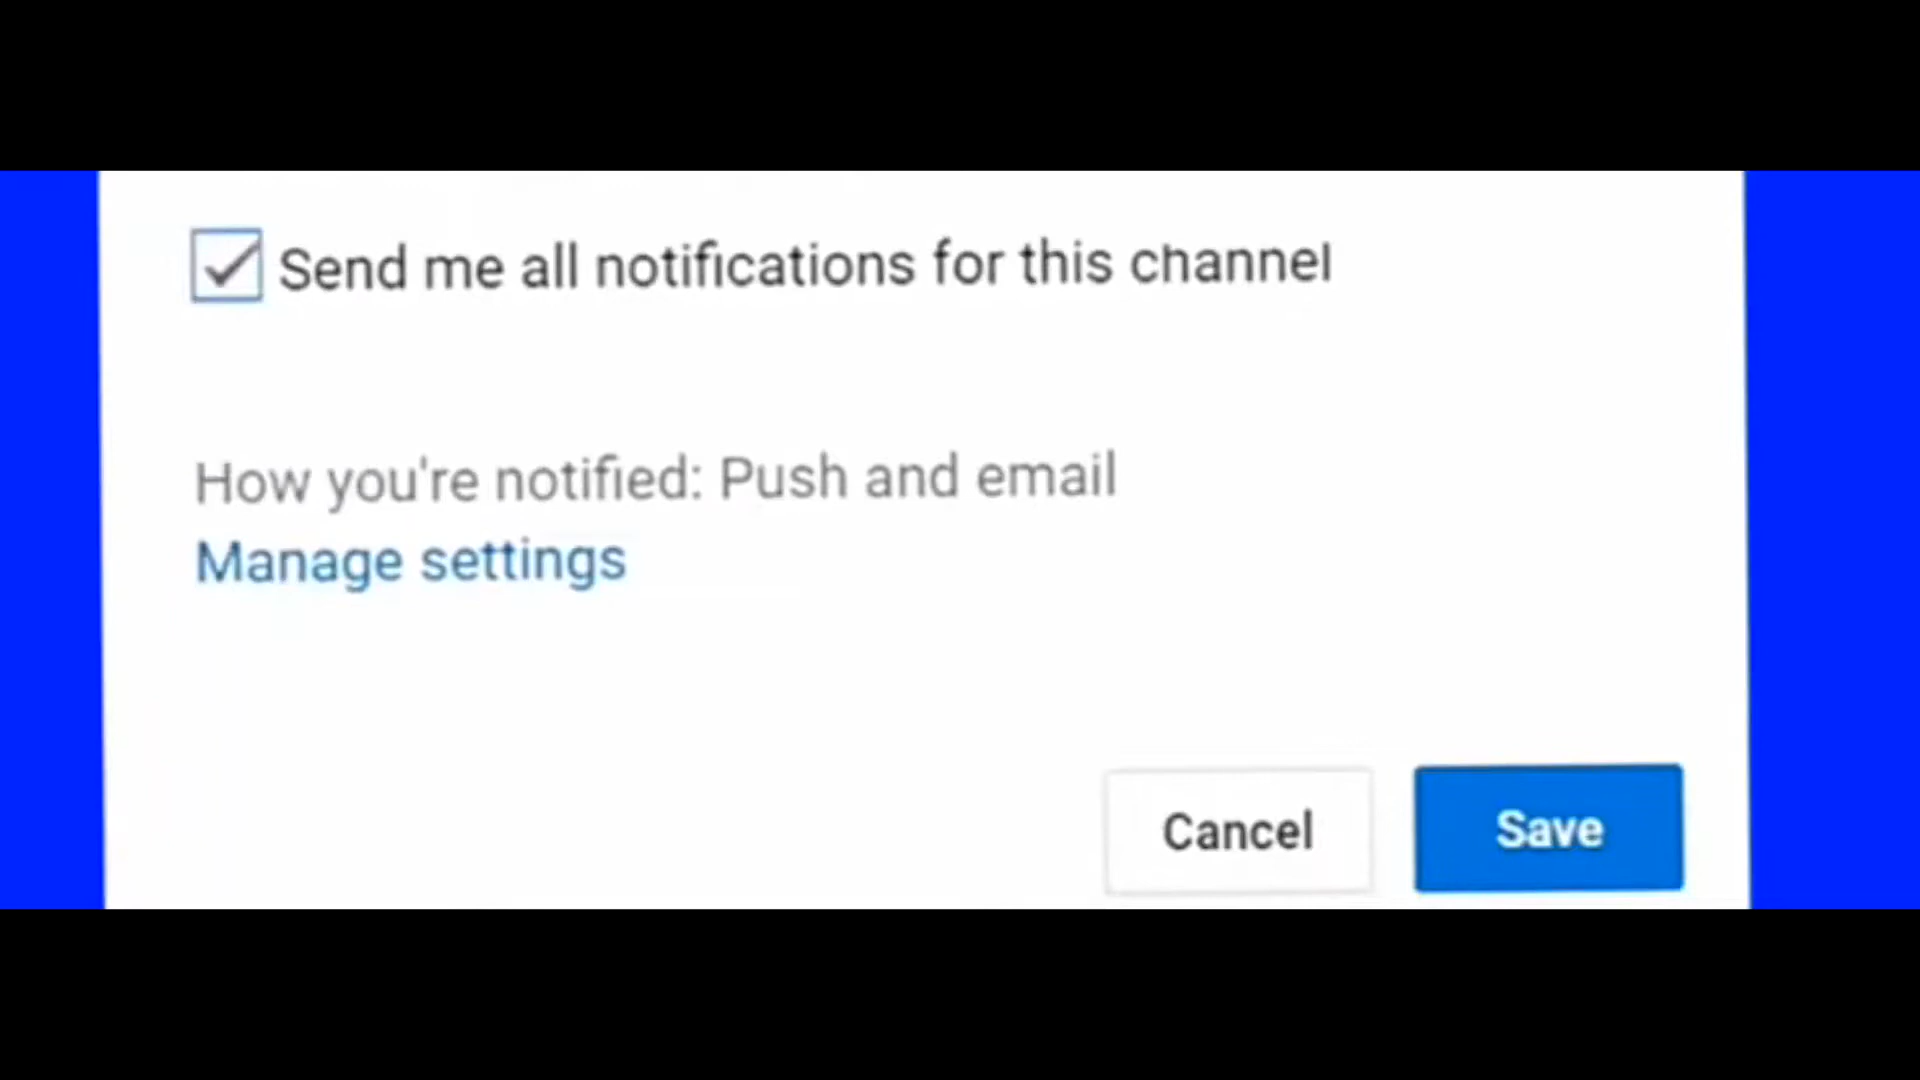 Send me all notifications for this channel
How you're notified: Push and email
Manage settings
Cancel
Save